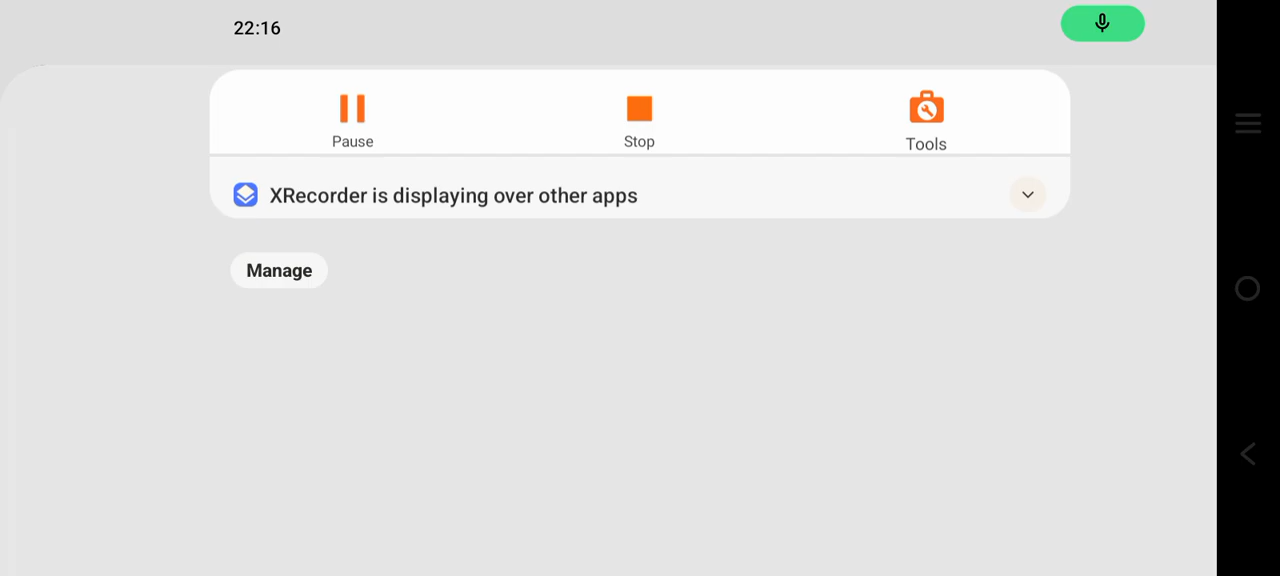 22:16
Pause
Stop
Tools
XRecorder is displaying over other apps
Manage